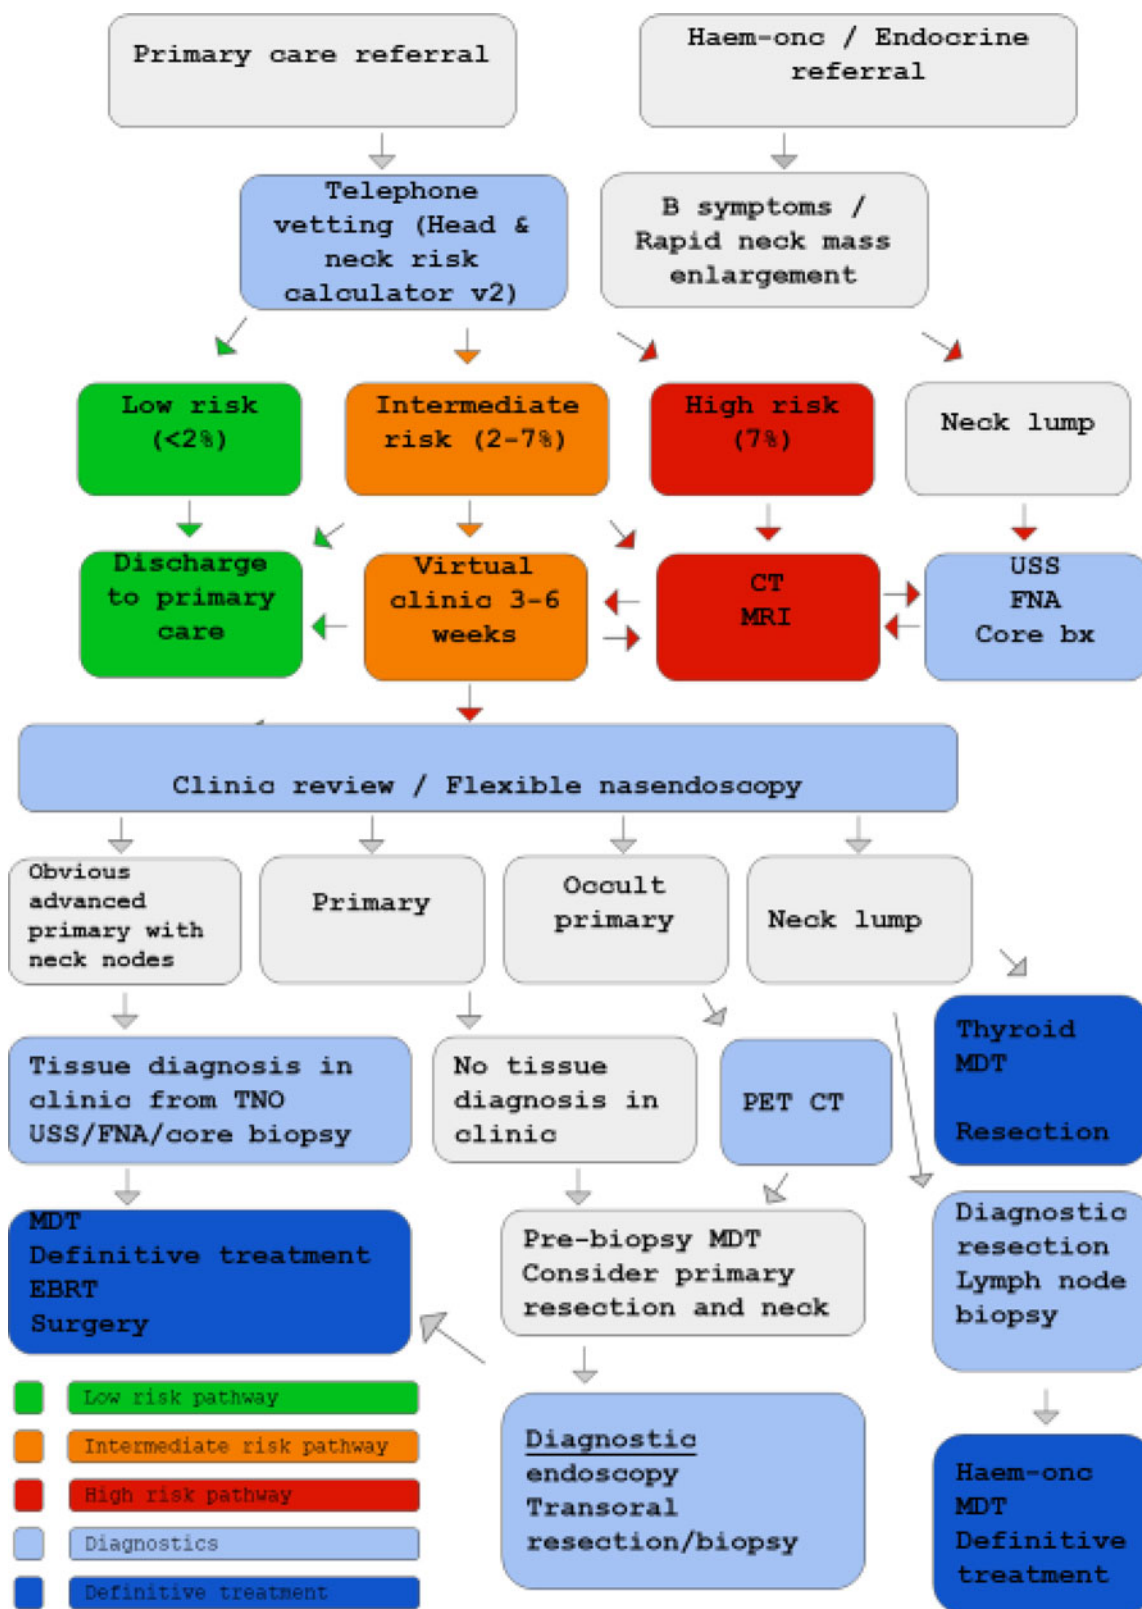 Primary care referral
Haem-onc / Endocrine
referral
Telephone
vetting (Head &
neck risk
calculator v2)
B symptoms /
Rapid neck mass
enlargement
Low risk
(<2%)
Intermediate
risk (2-7%)
High risk
(7%)
Neck lump
Discharge
to primary
care
Virtual
clinic 3-6
weeks
CT
MRI
USS
FNA
Core bx
Clinic review / Flexible nasendoscopy
Obvious
advanced
primary with
neck nodes
Primary
Occult
primary
Neck lump
Tissue diagnosis in
clinic from TNO
USS/FNA/core biopsy
No tissue
diagnosis in
clinic
PET CT
Thyroid
MDT
Resection
MDT
Definitive treatment
EBRT
Surgery
Pre-biopsy MDT
Consider primary
resection and neck
Diagnostic
resection
Lymph node
biopsy
Diagnostic
endoscopy
Transoral
resection/biopsy
Haem-onc
MDT
Definitive
treatment
Low risk pathway
Intermediate risk pathway
High risk pathway
Diagnostics
Definitive treatment